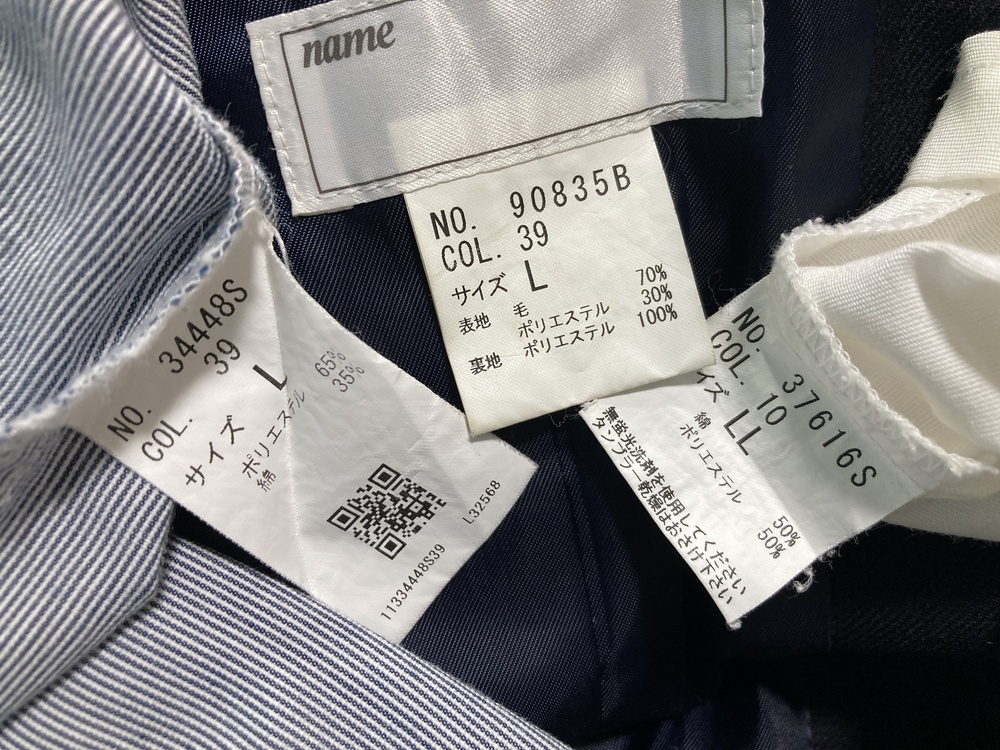 name
NO. 90835B
COL. 39
サイズ L
表地 毛 70%
ポリエステル 30%
裏地 ポリエステル 100%
NO. 34448S
COL. 39
サイズ L
ポリエステル 65%
綿 35%
L32568
11334448S39
NO. 37616S
COL. 10
イズ LL
綿 50%
ポリエステル 50%
無蛍光洗剤を使用してください
タンブラー乾燥はおさけ下さい